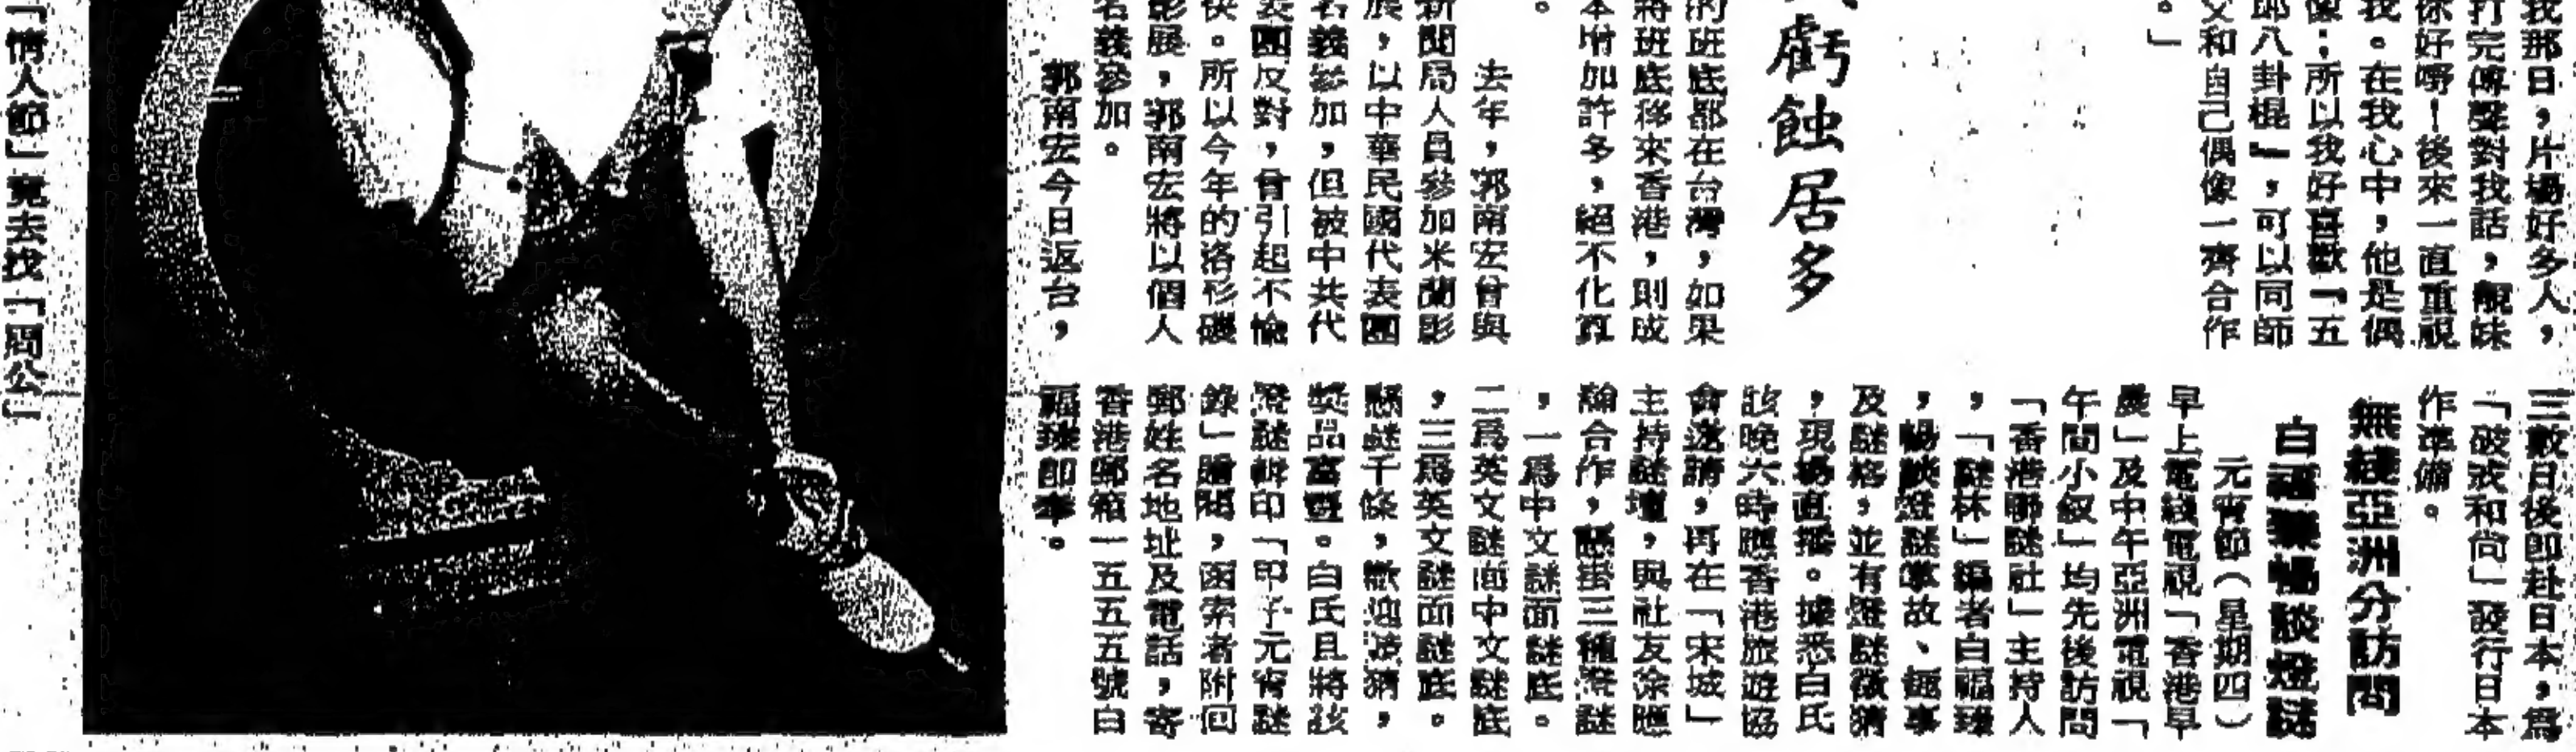 我那日，片場好多人，
打完傅聲對我話，靚妹
你好嘢！後來一直重視
我。在我心中，他是偶
像；所以我好喜歡「五
郎八卦棍」，可以同師
父和自己偶像一齊合作
。」
虧蝕居多
的班底都在台灣，如果
將班底移來香港，則成
本增加許多，絕不化算
。
去年，郭南宏曾與
新聞局人員參加米蘭影
展，以中華民國代表團
名義參加，但被中共代
表團反對，曾引起不愉
快。所以今年的洛杉磯
影展，郭南宏將以個人
名義參加。
郭南宏今日返台，
三數日後即赴日本，為
「破戒和尚」發行日本
作準備。
無綫亞洲分訪問
白福臻暢談燈謎
元宵節（星期四）
早上電綫電視「香港早
晨」及中午亞洲電視「
午間小敍」均先後訪問
「香港聯謎社」主持人
，「謎林」編者白福臻
，暢談燈謎掌故、趣事
及謎格，並有燈謎徵猜
，現場直播。據悉白氏
該晚六時應香港旅遊協
會邀請，再在「宋城」
主持謎壇，與社友徐應
綸合作，懸掛三種燈謎
，一為中文謎面謎底。
二為英文謎面中文謎底
，三為英文謎面謎底。
懸謎千條，歡迎波猜，
獎品富豐。白氏且將該
燈謎輯印「甲子元宵謎
錄」贈閱，函索者附回
郵姓名地址及電話，寄
香港郵箱一五五五號白
福臻即奉。
「情人節」竟去找「周公」